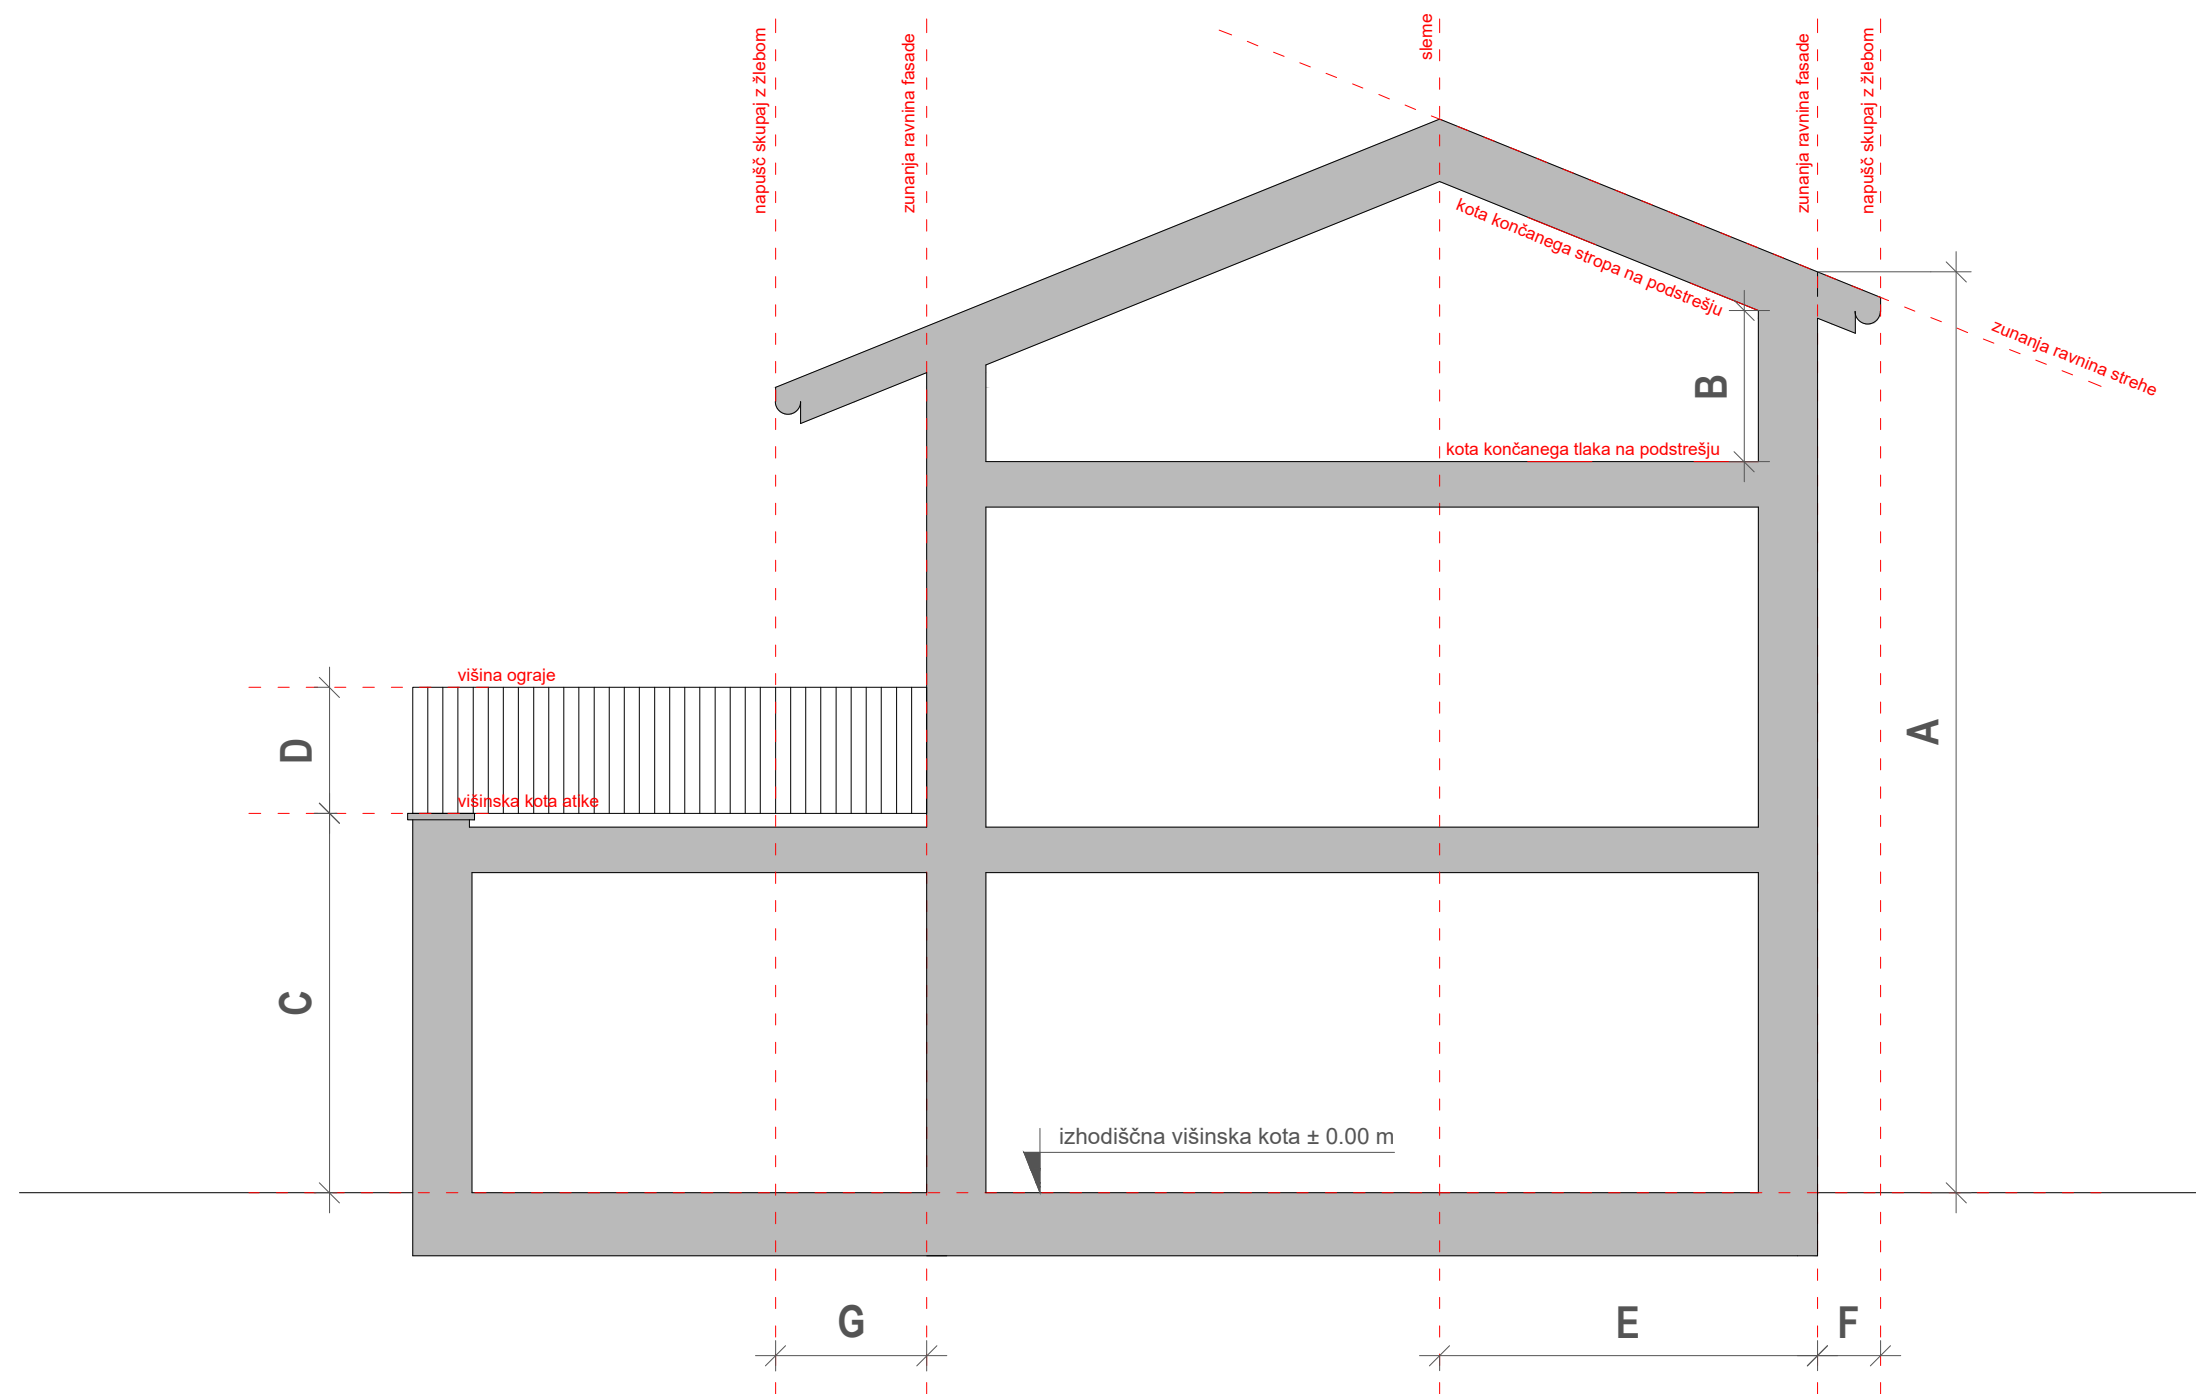 napušč skupaj z žlebom
zunanja ravnina fasade
sleme
zunanja ravnina fasade
napušč skupaj z žlebom
kota končanega stropa na podstrešju
zunanja ravnina strehe
B
kota končanega tlaka na podstrešju
višina ograje
D
A
višinska kota atike
C
izhodiščna višinska kota ± 0.00 m
G
E
F